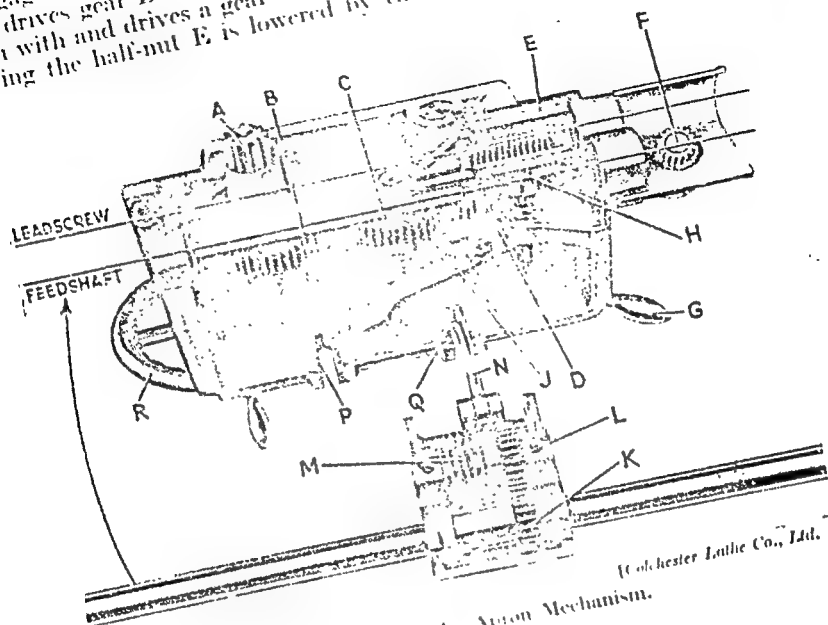 drives gear
with and drives a gear
ing the half-nut E is lowered by
A
B
C
E
F
LEADSCREW
FEEDSHAFT
H
G
R
P
Q
N
J
D
M
L
K
[Colchester Lathe Co., Ltd.
Apron Mechanism.